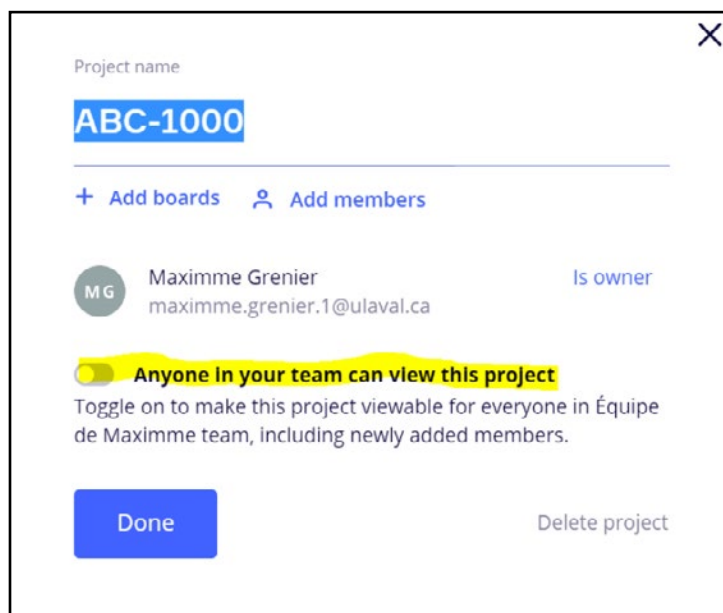 Project name
ABC-1000
+ Add boards Add members
MG Maximme Grenier Is owner
maximme.grenier.1@ulaval.ca
Anyone in your team can view this project
Toggle on to make this project viewable for everyone in Équipe
de Maximme team, including newly added members.
Done Delete project